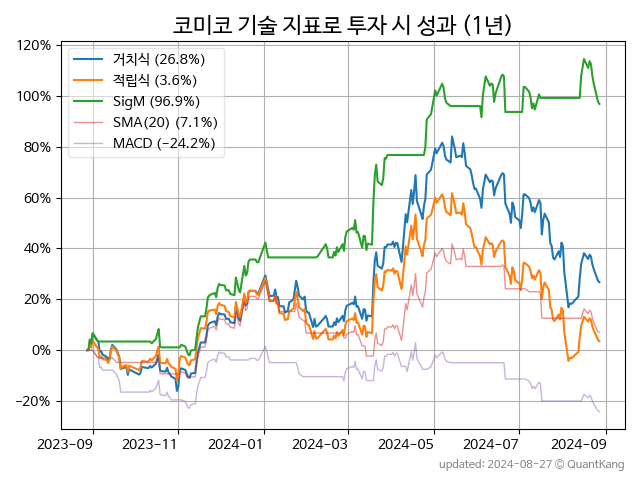 코미코 기술 지표로 투자 시 성과 (1년)
120%
100%
80%
60%
40%
20%
0%
−20%
거치식 (26.8%)
적립식 (3.6%)
SigM (96.9%)
SMA(20) (7.1%)
MACD (−24.2%)
2023-09 2023-11 2024-01 2024-03 2024-05 2024-07 2024-09
updated: 2024-08-27 © QuantKang